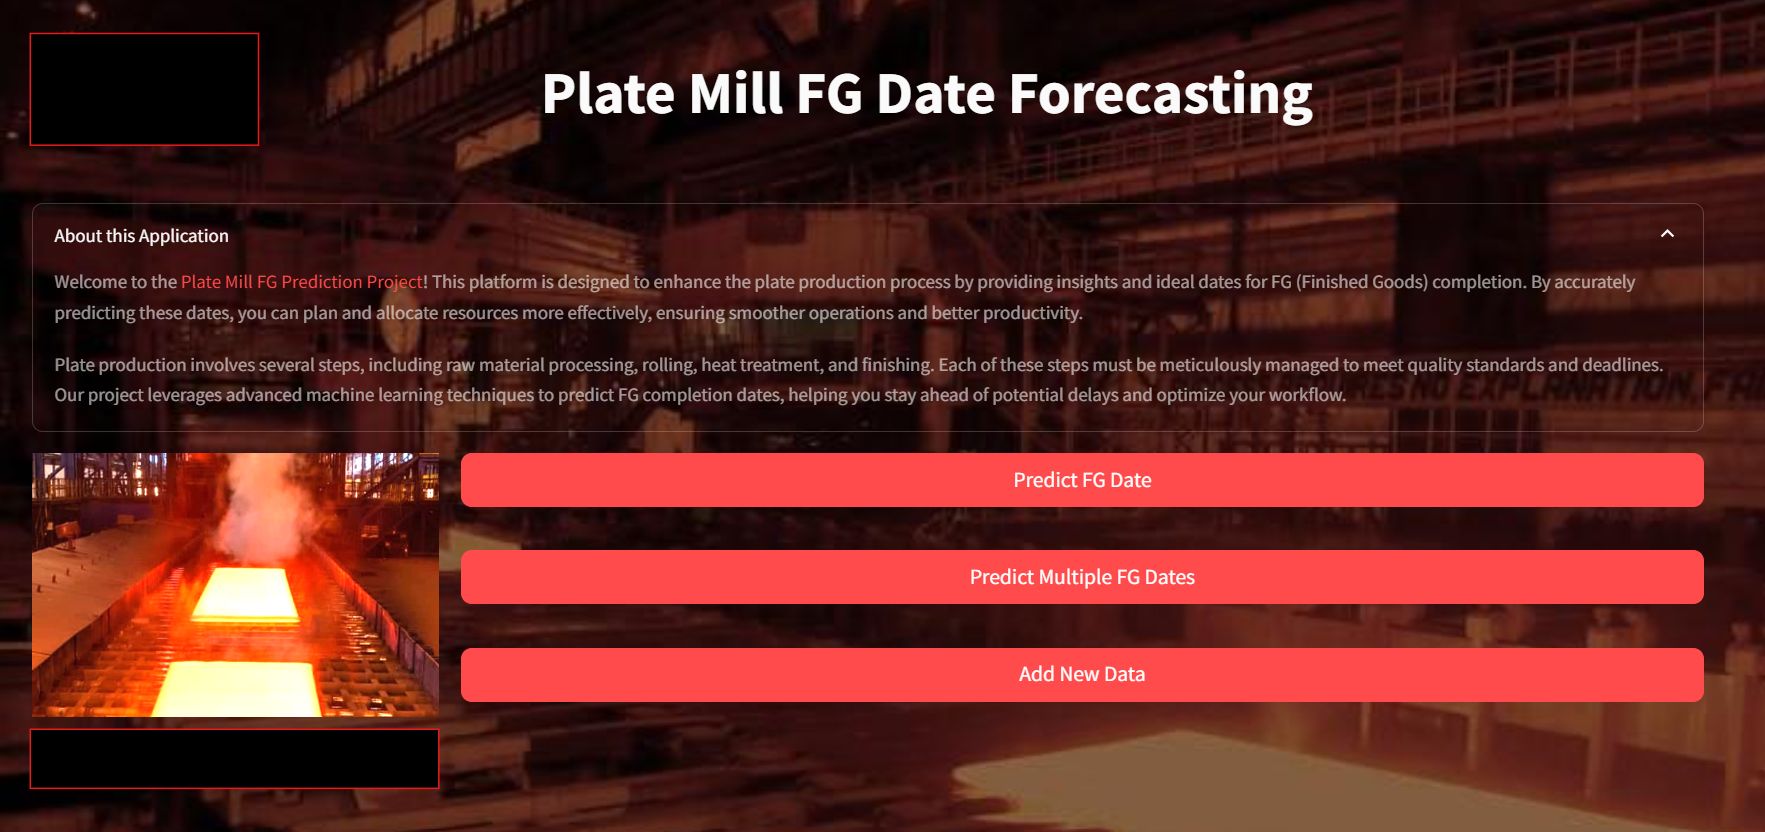 Plate Mill FG Date Forecasting
About this Application
Welcome to the Plate Mill FG Prediction Project! This platform is designed to enhance the plate production process by providing insights and ideal dates for FG (Finished Goods) completion. By accurately
predicting these dates, you can plan and allocate resources more effectively, ensuring smoother operations and better productivity.
Plate production involves several steps, including raw material processing, rolling, heat treatment, and finishing. Each of these steps must be meticulously managed to meet quality standards and deadlines.
Our project leverages advanced machine learning techniques to predict FG completion dates, helping you stay ahead of potential delays and optimize your workflow.
Predict FG Date
Predict Multiple FG Dates
Add New Data